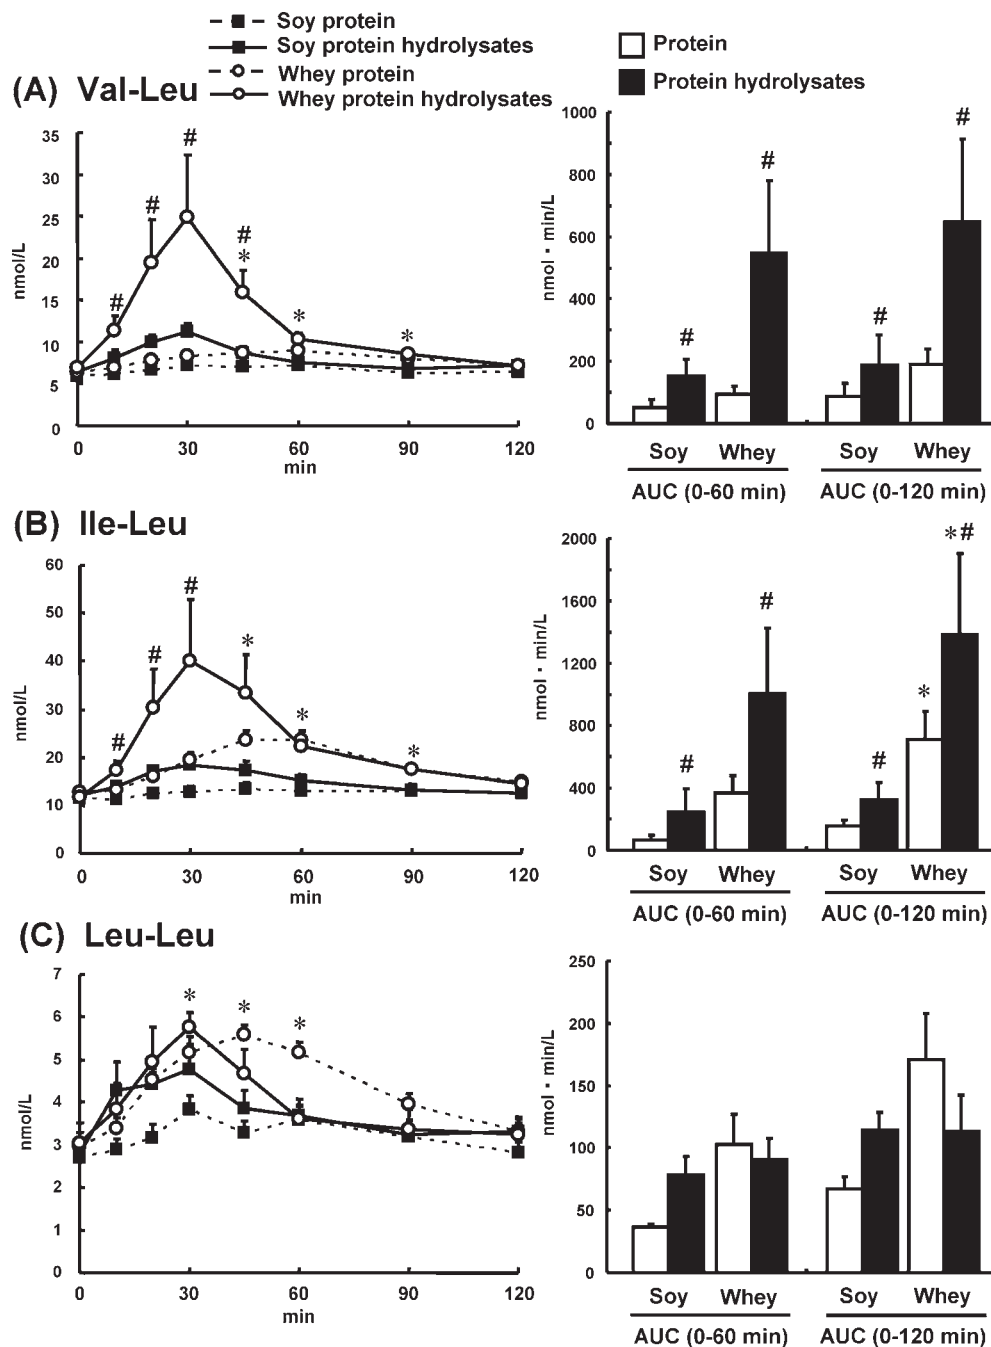 Soy protein
Soy protein hydrolysates
Whey protein
Whey protein hydrolysates
Protein
Protein hydrolysates
(A) Val-Leu
35
30
25
20
15
10
5
0
nmol/L
# # # # * * *
0 30 60 90 120
min
1000
800
600
400
200
0
nmol · min/L
# # # #
Soy Whey Soy Whey
AUC (0-60 min) AUC (0-120 min)
(B) Ile-Leu
60
50
40
30
20
10
0
nmol/L
# # # * * *
0 30 60 90 120
min
2000
1600
1200
800
400
0
nmol · min/L
# # # * *#
Soy Whey Soy Whey
AUC (0-60 min) AUC (0-120 min)
(C) Leu-Leu
7
6
5
4
3
2
1
0
nmol/L
* * *
0 30 60 90 120
min
250
200
150
100
50
0
nmol · min/L
Soy Whey Soy Whey
AUC (0-60 min) AUC (0-120 min)